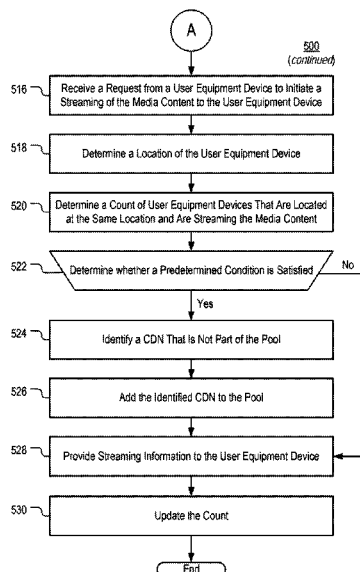 A
500
(continued)
516
Receive a Request from a User Equipment Device to Initiate a
Streaming of the Media Content to the User Equipment Device
518
Determine a Location of the User Equipment Device
520
Determine a Count of User Equipment Devices That Are Located
at the Same Location and Are Streaming the Media Content
522
Determine whether a Predetermined Condition is Satisfied
No
Yes
524
Identify a CDN That Is Not Part of the Pool
526
Add the Identified CDN to the Pool
528
Provide Streaming Information to the User Equipment Device
530
Update the Count
End